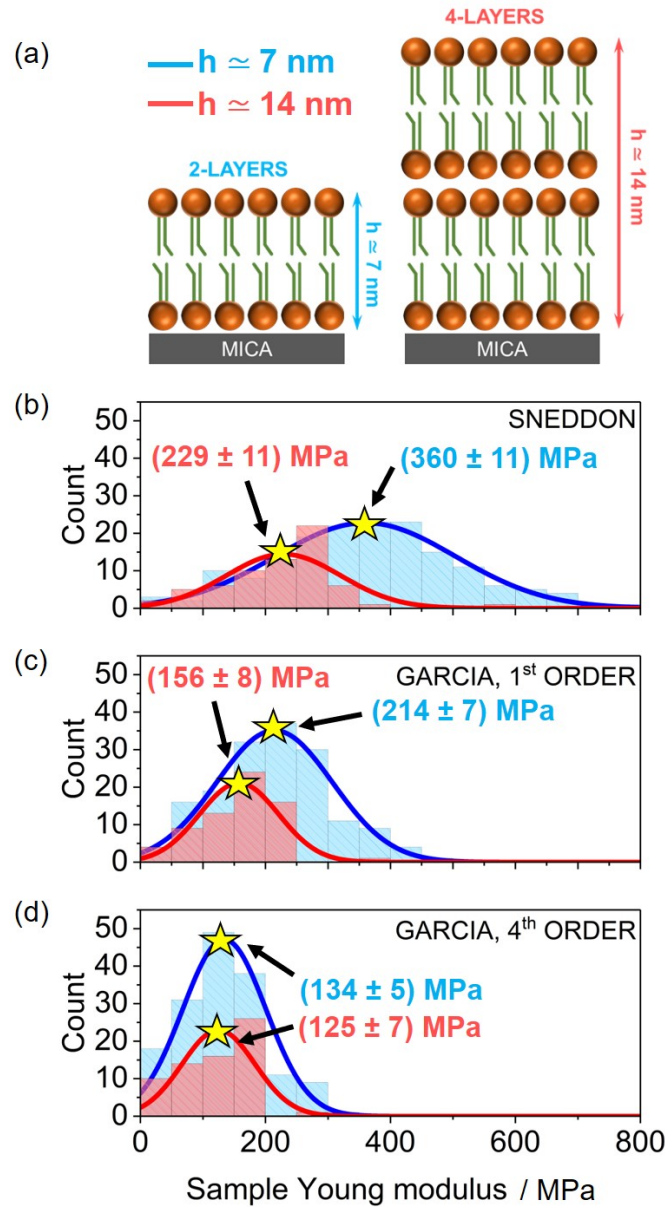 (a)
h ≃ 7 nm
h ≃ 14 nm
2-LAYERS
h ≃ 7 nm
MICA
4-LAYERS
h ≃ 14 nm
MICA
(b)
SNEDDON
(229 ± 11) MPa
(360 ± 11) MPa
Count
50
40
30
20
10
0
(c)
GARCIA, 1st ORDER
(156 ± 8) MPa
(214 ± 7) MPa
Count
50
40
30
20
10
0
(d)
GARCIA, 4th ORDER
(134 ± 5) MPa
(125 ± 7) MPa
Count
50
40
30
20
10
0
0 200 400 600 800
Sample Young modulus / MPa